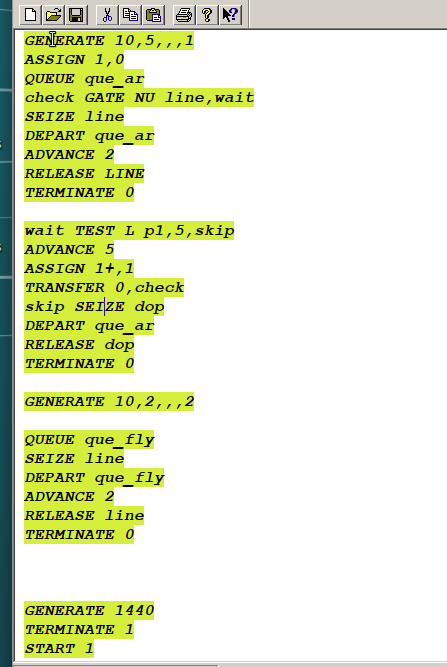 GENERATE 10,5,,,1
ASSIGN 1,0
QUEUE que_ar
check GATE NU line,wait
SEIZE line
DEPART que_ar
ADVANCE 2
RELEASE LINE
TERMINATE 0
wait TEST L p1,5,skip
ADVANCE 5
ASSIGN 1+,1
TRANSFER 0,check
skip SEIZE dop
DEPART que_ar
RELEASE dop
TERMINATE 0
GENERATE 10,2,,,2
QUEUE que_fly
SEIZE line
DEPART que_fly
ADVANCE 2
RELEASE line
TERMINATE 0
GENERATE 1440
TERMINATE 1
START 1